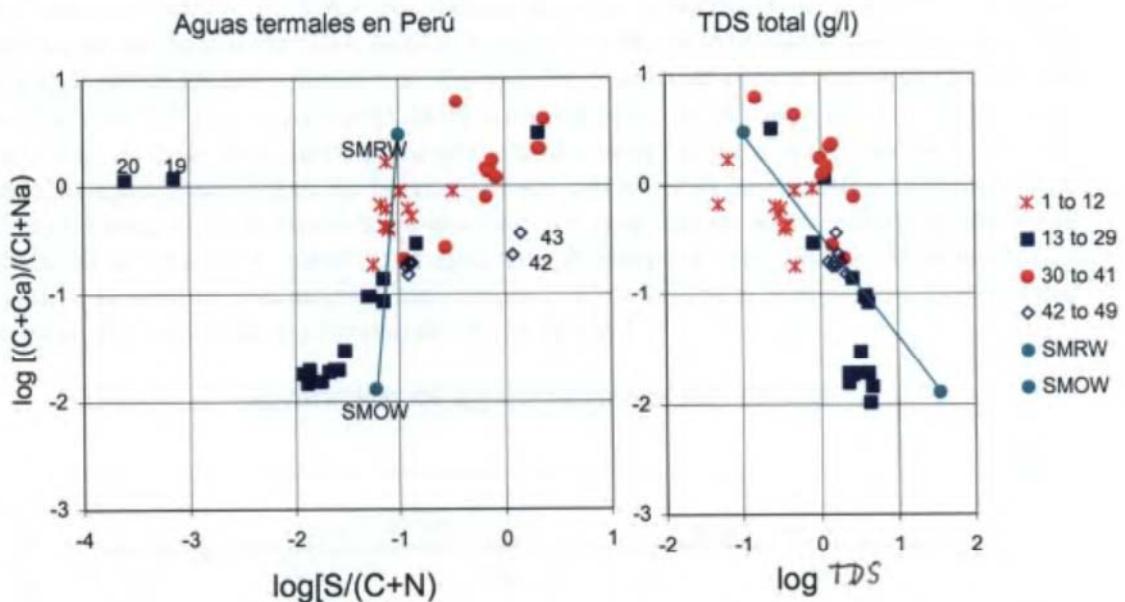 Aguas termales en Perú
TDS total (g/l)
log [(C+Ca)/(Cl+Na)
1
0
-1
-2
-3
-4
-3
-2
-1
0
1
20
19
SMRW
43
42
SMOW
log[S/(C+N)
1
0
-1
-2
-3
-2
-1
0
1
2
log TDS
1 to 12
13 to 29
30 to 41
42 to 49
SMRW
SMOW